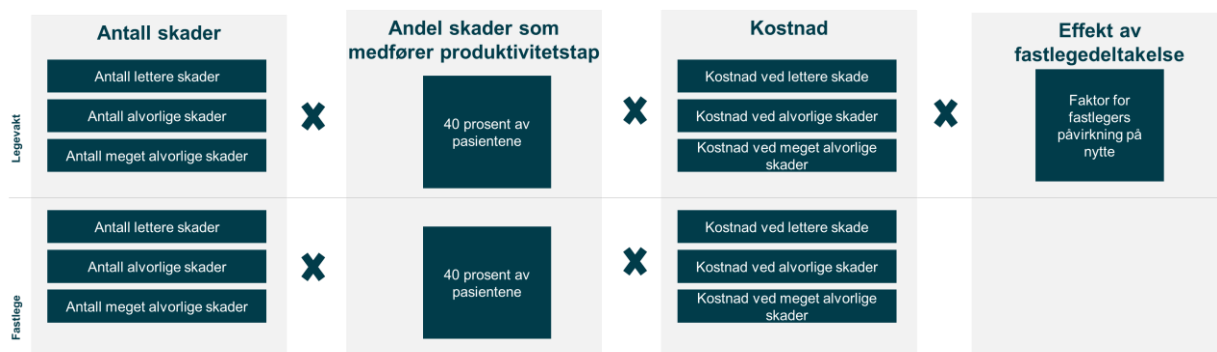 Antall skader
Andel skader som
medfører produktivitetstap
Kostnad
Effekt av
fastlegedeltakelse
Legevakt
Antall lettere skader
Antall alvorlige skader
Antall meget alvorlige skader
40 prosent av
pasientene
Kostnad ved lettere skade
Kostnad ved alvorlige skader
Kostnad ved meget alvorlige
skader
Faktor for
fastlegers
påvirkning på
nytte
Fastlege
Antall lettere skader
Antall alvorlige skader
Antall meget alvorlige skader
40 prosent av
pasientene
Kostnad ved lettere skade
Kostnad ved alvorlige skader
Kostnad ved meget alvorlige
skader